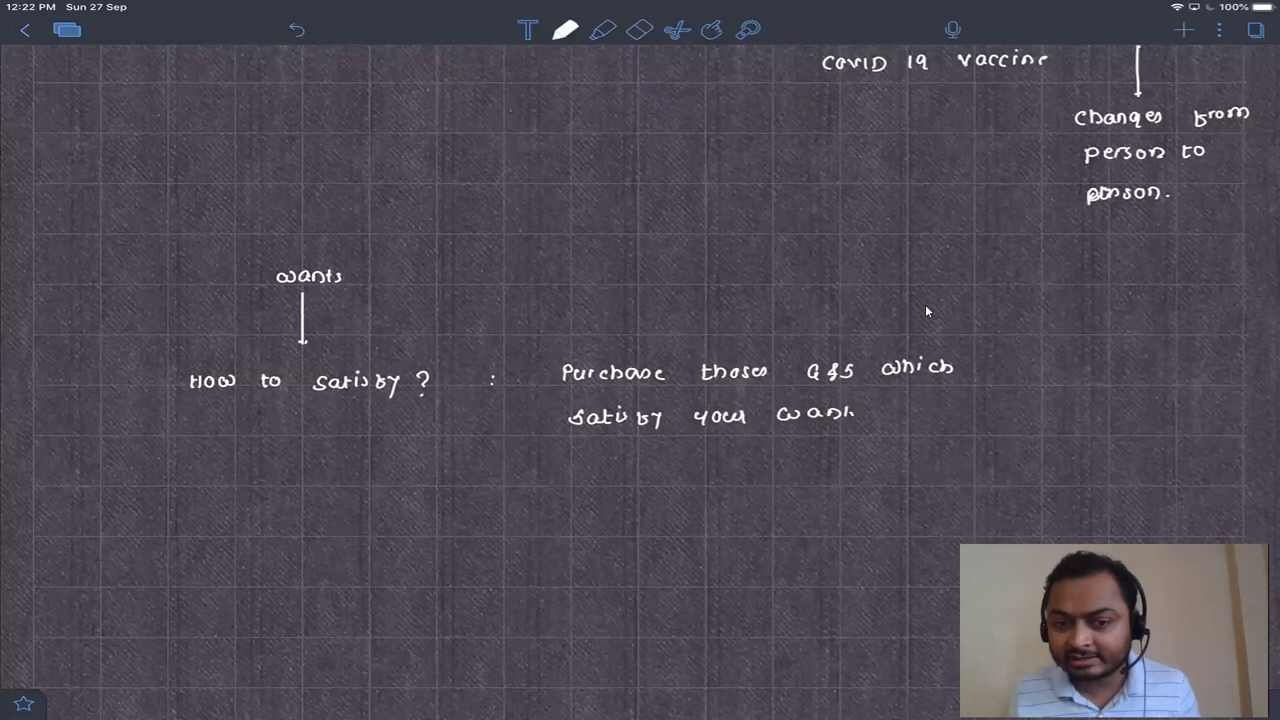 12:22 PM Sun 27 Sep
100%
T
Covid 19 vaccine
Changes from
person to
person.
wants
How to satisfy? : Purchase thoses G&S which
satisfy your want.